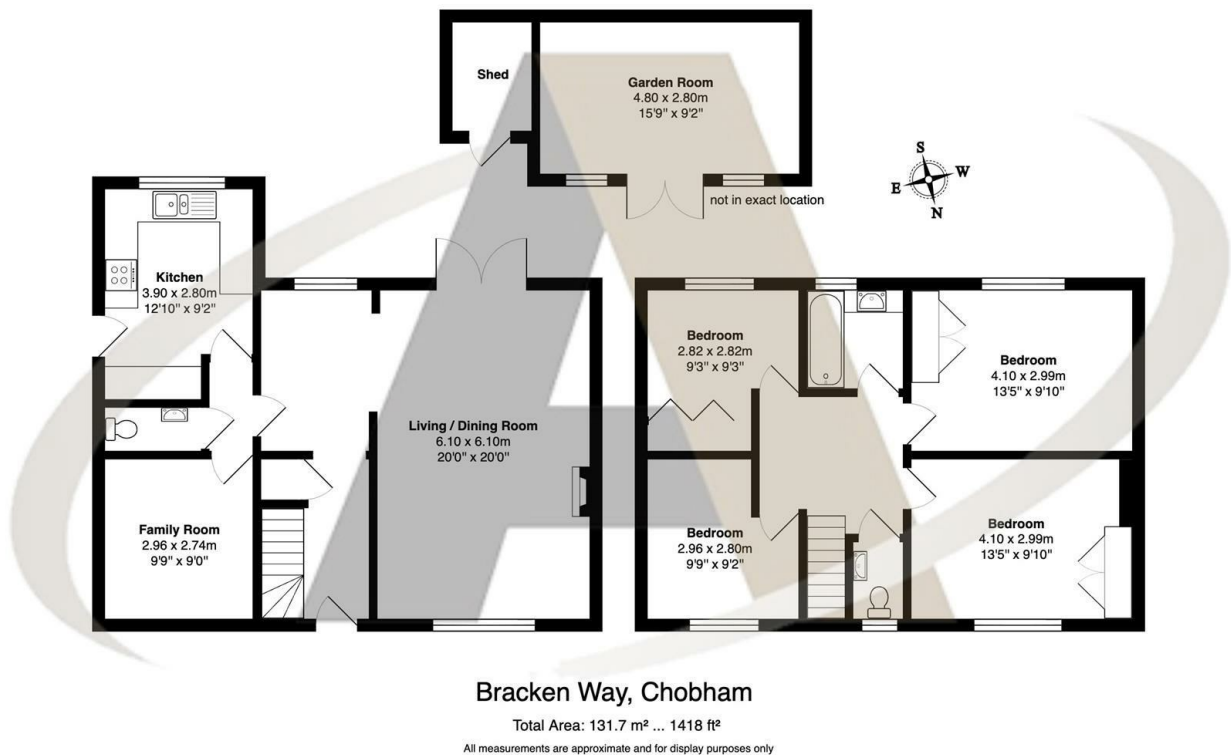 Shed
Garden Room
4.80 x 2.80m
15'9" x 9'2"
not in exact location
S
E
W
N
Kitchen
3.90 x 2.80m
12'10" x 9'2"
Living / Dining Room
6.10 x 6.10m
20'0" x 20'0"
Family Room
2.96 x 2.74m
9'9" x 9'0"
Bedroom
2.82 x 2.82m
9'3" x 9'3"
Bedroom
4.10 x 2.99m
13'5" x 9'10"
Bedroom
2.96 x 2.80m
9'9" x 9'2"
Bedroom
4.10 x 2.99m
13'5" x 9'10"
Bracken Way, Chobham
Total Area: 131.7 m² ... 1418 ft²
All measurements are approximate and for display purposes only